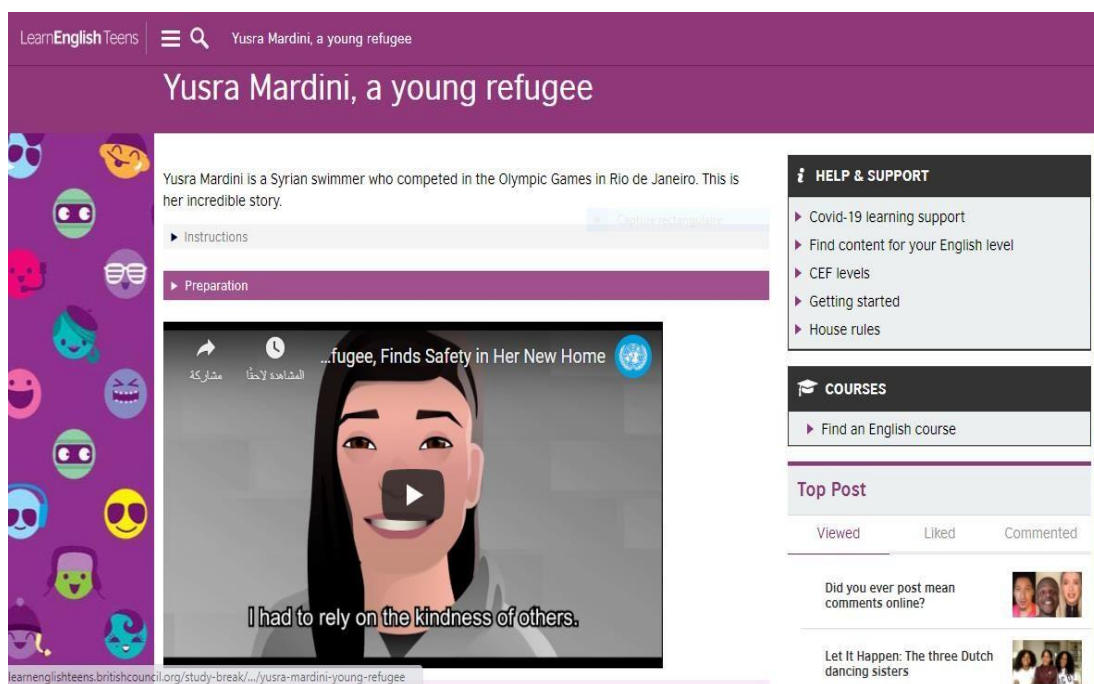 LearnEnglish Teens
Yusra Mardini, a young refugee
Yusra Mardini, a young refugee
Yusra Mardini is a Syrian swimmer who competed in the Olympic Games in Rio de Janeiro. This is
her incredible story.
Capture rectangulaire
Instructions
Preparation
...fugee, Finds Safety in Her New Home
المشاهدة لاحقًا
مشاركة
I had to rely on the kindness of others.
learnenglishteens.britishcouncil.org/study-break/.../yusra-mardini-young-refugee
HELP & SUPPORT
Covid-19 learning support
Find content for your English level
CEF levels
Getting started
House rules
COURSES
Find an English course
Top Post
Viewed Liked Commented
Did you ever post mean
comments online?
Let It Happen: The three Dutch
dancing sisters